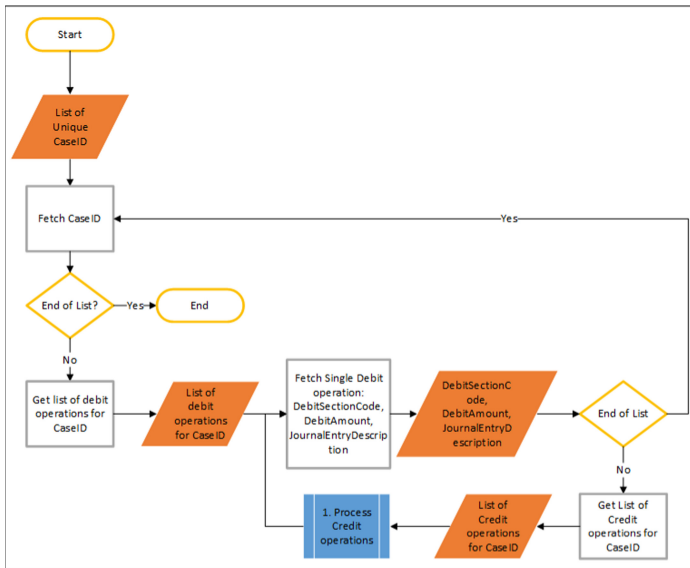 Start
List of
Unique
CaseID
Fetch CaseID
Yes
End of List?
Yes
End
No
Get list of debit
operations for
CaseID
List of
debit
operations
for CaseID
Fetch Single Debit
operation:
DebitSectionCode,
DebitAmount,
JournalEntryDescrip
tion
DebitSectionC
ode,
DebitAmount,
JournalEntryD
escription
End of List
No
Get List of
Credit
operations for
CaseID
List of
Credit
operations
for CaseID
1. Process
Credit
operations